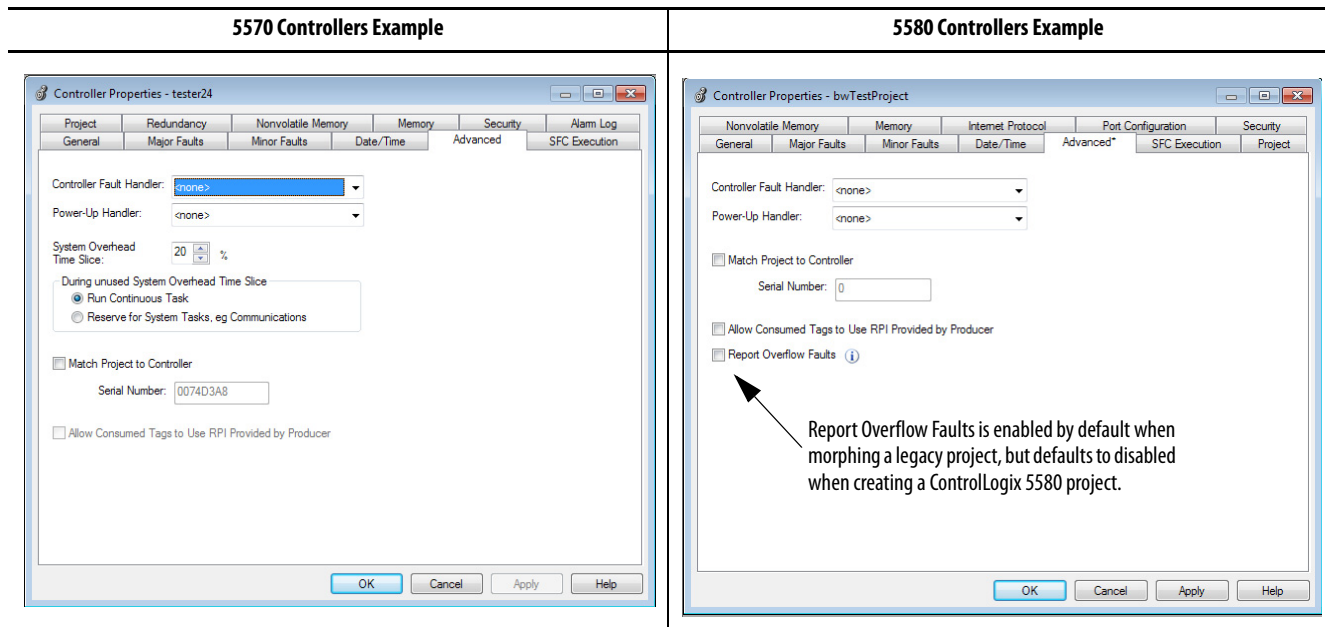 5570 Controllers Example
5580 Controllers Example
Controller Properties - tester24
Project Redundancy Nonvolatile Memory Memory Security Alarm Log
General Major Faults Minor Faults Date/Time Advanced SFC Execution
Controller Fault Handler: <none>
Power-Up Handler: <none>
System Overhead
Time Slice: 20 %
During unused System Overhead Time Slice
Run Continuous Task
Reserve for System Tasks, eg Communications
Match Project to Controller
Serial Number: 0074D3A8
Allow Consumed Tags to Use RPI Provided by Producer
OK Cancel Apply Help
Controller Properties - bwTestProject
Nonvolatile Memory Memory Internet Protocol Port Configuration Security
General Major Faults Minor Faults Date/Time Advanced* SFC Execution Project
Controller Fault Handler: <none>
Power-Up Handler: <none>
Match Project to Controller
Serial Number: 0
Allow Consumed Tags to Use RPI Provided by Producer
Report Overflow Faults i
Report Overflow Faults is enabled by default when
morphing a legacy project, but defaults to disabled
when creating a ControlLogix 5580 project.
OK Cancel Apply Help